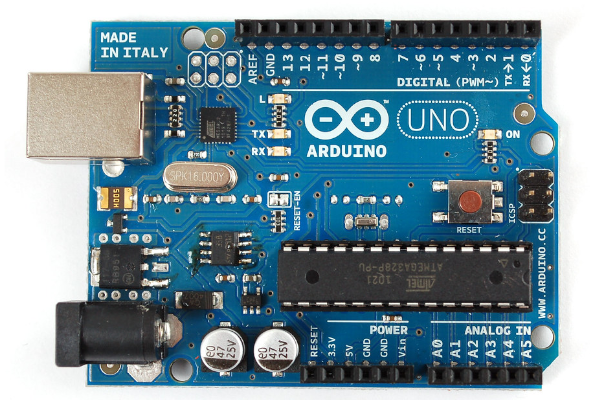 MADE
IN ITALY
AREF
GND
13
12
~11
~10
~9
8
7
~6
~5
4
~3
2
TX→1
RX←0
DIGITAL (PWM~)
L
TX
RX
ARDUINO
UNO
ON
SPK16.000Y
RESET-EN
RESET
ICSP
ATMEL
ATMEGA328P-PU
1021
WWW.ARDUINO.CC
47
25V
47
25V
POWER
ANALOG IN
RESET
3.3V
5V
GND
GND
Vin
A0
A1
A2
A3
A4
A5